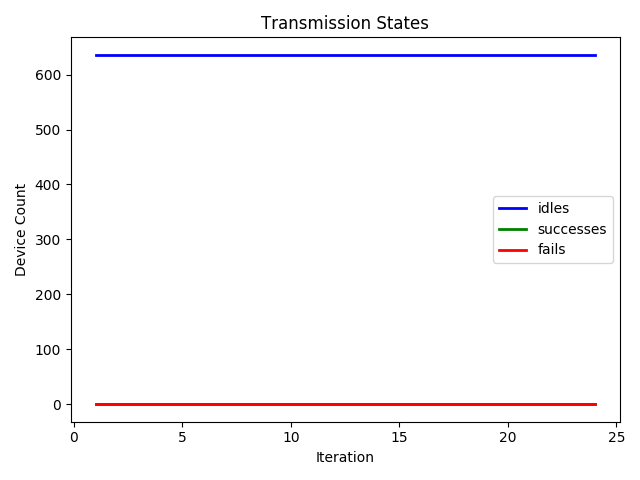 Transmission States
Device Count
600
500
400
300
200
100
0
idles
successes
fails
0 5 10 15 20 25
Iteration